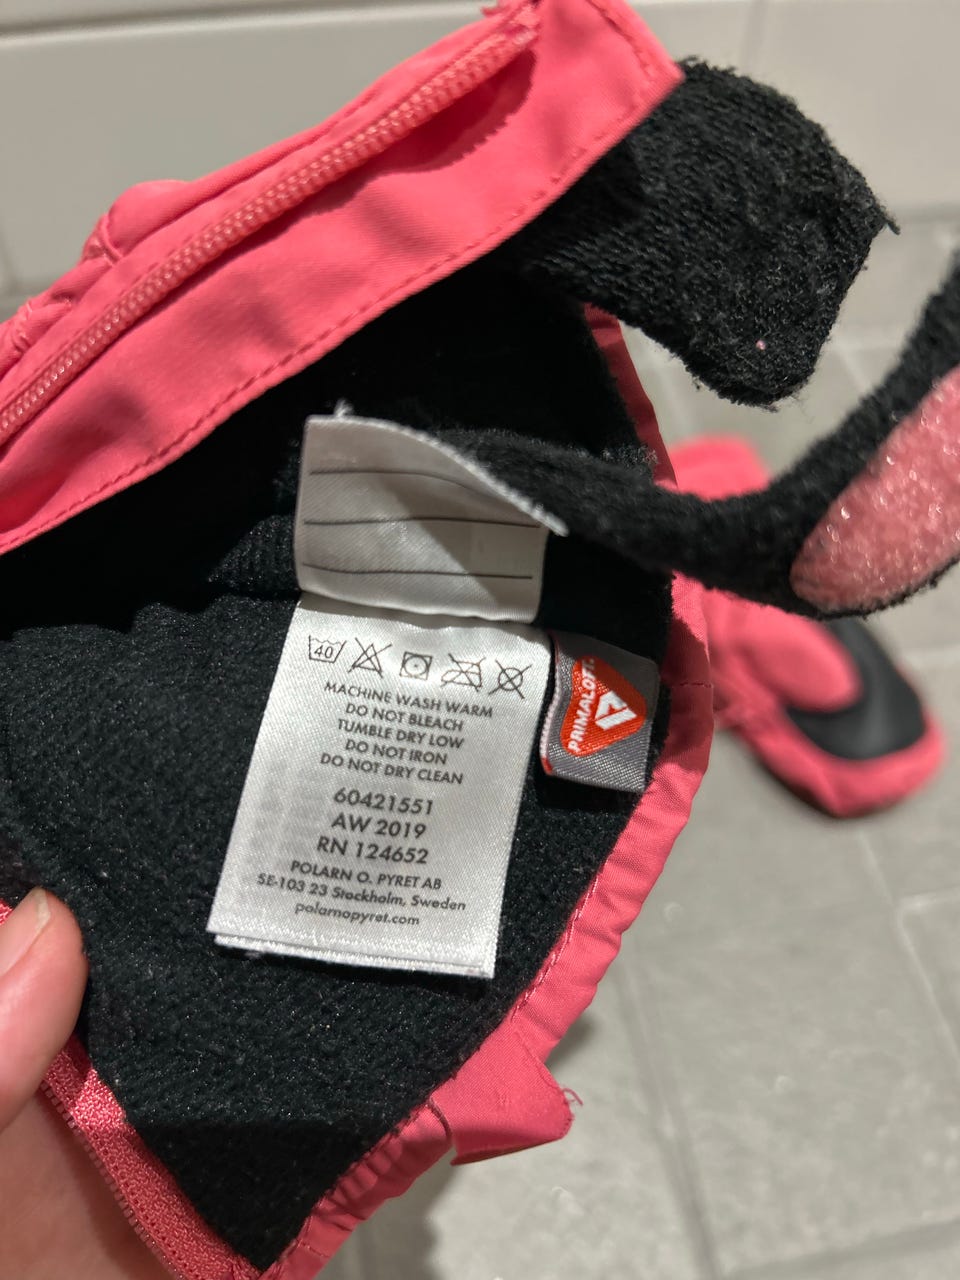 40
MACHINE WASH WARM
DO NOT BLEACH
TUMBLE DRY LOW
DO NOT IRON
DO NOT DRY CLEAN
60421551
AW 2019
RN 124652
POLARN O. PYRET AB
SE-103 23 Stockholm, Sweden
polarnopyret.com
PRIMALOFT